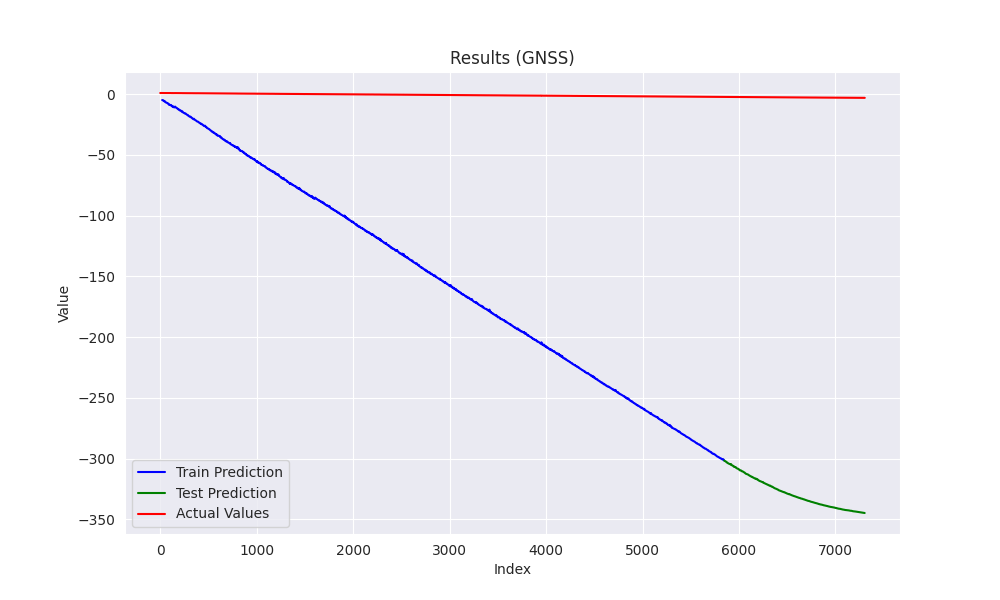 Results (GNSS)
0
−50
−100
−150
−200
−250
−300
−350
Value
Train Prediction
Test Prediction
Actual Values
0 1000 2000 3000 4000 5000 6000 7000
Index